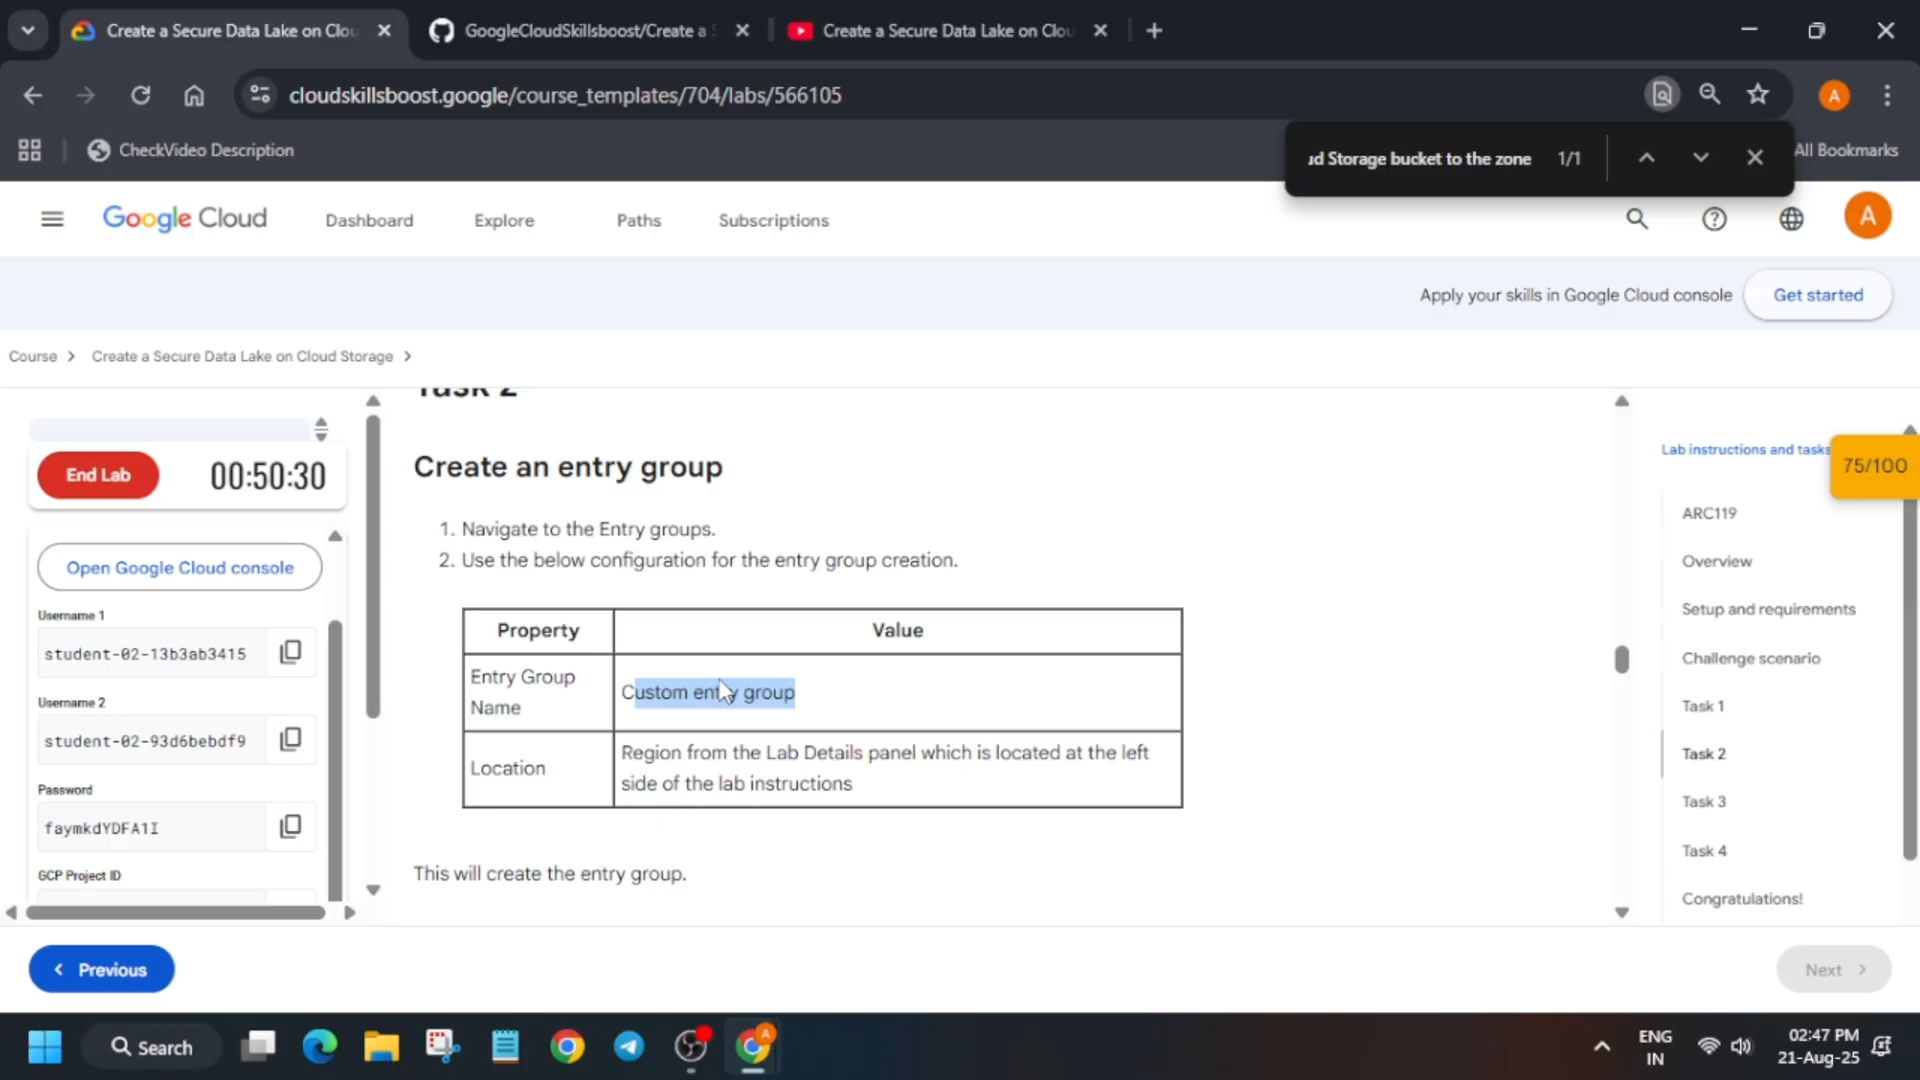 Create a Secure Data Lake on Clou
GoogleCloudSkillsboost/Create a S
Create a Secure Data Lake on Clou
cloudskillsboost.google/course_templates/704/labs/566105
A
CheckVideo Description
ud Storage bucket to the zone
1/1
All Bookmarks
Google Cloud
Dashboard
Explore
Paths
Subscriptions
A
Apply your skills in Google Cloud console
Get started
Course
Create a Secure Data Lake on Cloud Storage
Task 2
End Lab
00:50:30
Create an entry group
Lab instructions and tasks
75/100
1. Navigate to the Entry groups.
2. Use the below configuration for the entry group creation.
Open Google Cloud console
Username 1
student-02-13b3ab3415
Username 2
student-02-93d6bebdf9
Password
faymkdYDFA1I
GCP Project ID
Property
Value
Entry Group
Name
Custom entry group
Location
Region from the Lab Details panel which is located at the left
side of the lab instructions
This will create the entry group.
ARC119
Overview
Setup and requirements
Challenge scenario
Task 1
Task 2
Task 3
Task 4
Congratulations!
Previous
Next
Search
A
ENG
IN
02:47 PM
21-Aug-25